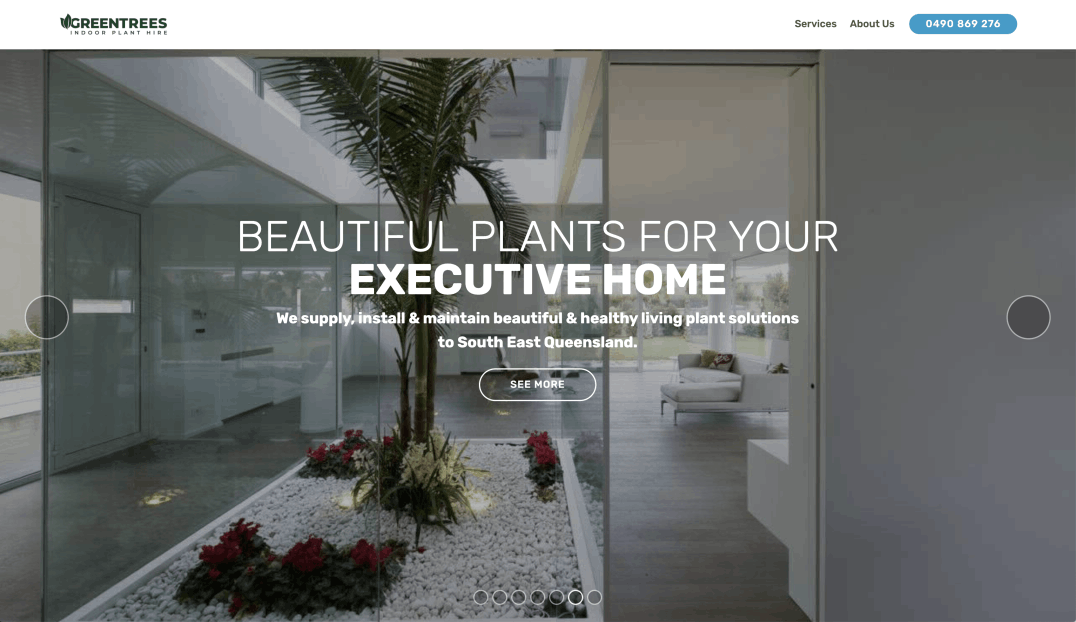 GREENTREES
INDOOR PLANT HIRE
Services
About Us
0490 869 276
BEAUTIFUL PLANTS FOR YOUR
EXECUTIVE HOME
We supply, install & maintain beautiful & healthy living plant solutions
to South East Queensland.
SEE MORE